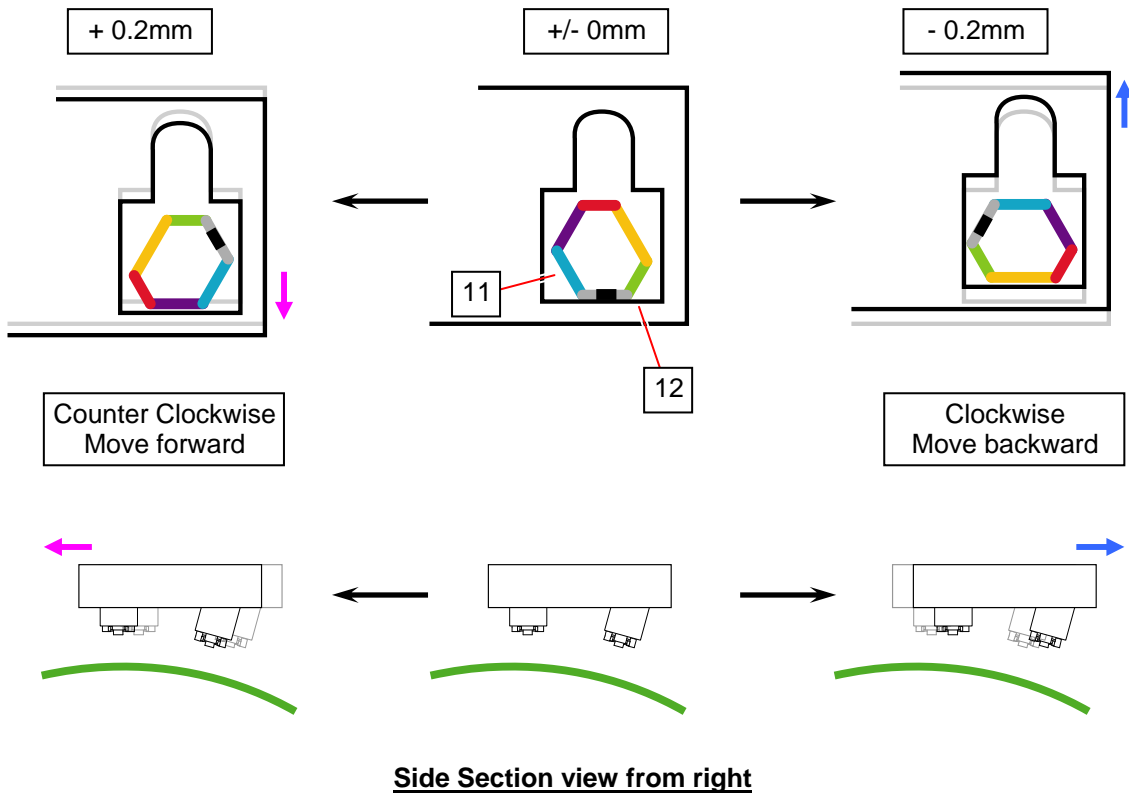 + 0.2mm
+/- 0mm
- 0.2mm
11
12
Counter Clockwise
Move forward
Clockwise
Move backward
Side Section view from right